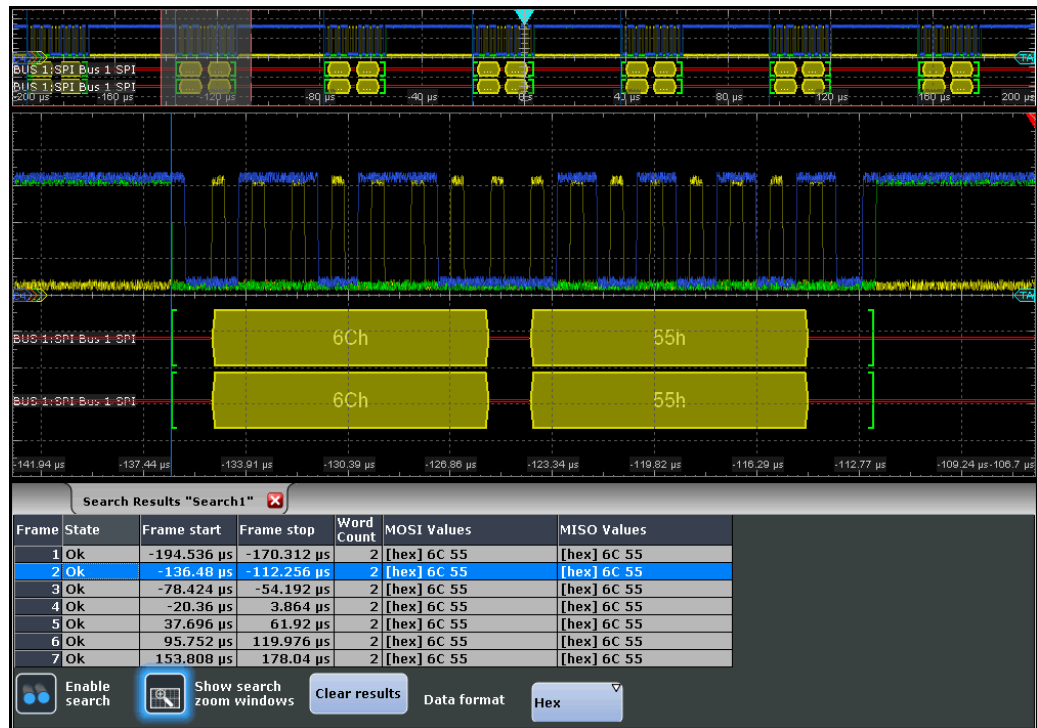 BUS 1:SPI Bus 1 SPI
BUS 1:SPI Bus 1 SPI
-200 µs -160 µs -120 µs -80 µs -40 µs 40 µs 80 µs 120 µs 160 µs 200 µs
TA
TA
BUS 1:SPI Bus 1 SPI 6Ch 55h
BUS 1:SPI Bus 1 SPI 6Ch 55h
-141.94 µs -137.44 µs -133.91 µs -130.39 µs -126.86 µs -123.34 µs -119.82 µs -116.29 µs -112.77 µs -109.24 µs -106.7 µs
Search Results "Search1"
Frame State Frame start Frame stop Word Count MOSI Values MISO Values
1 Ok -194.536 µs -170.312 µs 2 [hex] 6C 55 [hex] 6C 55
2 Ok -136.48 µs -112.256 µs 2 [hex] 6C 55 [hex] 6C 55
3 Ok -78.424 µs -54.192 µs 2 [hex] 6C 55 [hex] 6C 55
4 Ok -20.36 µs 3.864 µs 2 [hex] 6C 55 [hex] 6C 55
5 Ok 37.696 µs 61.92 µs 2 [hex] 6C 55 [hex] 6C 55
6 Ok 95.752 µs 119.976 µs 2 [hex] 6C 55 [hex] 6C 55
7 Ok 153.808 µs 178.04 µs 2 [hex] 6C 55 [hex] 6C 55
Enable search
Show search zoom windows
Clear results
Data format
Hex